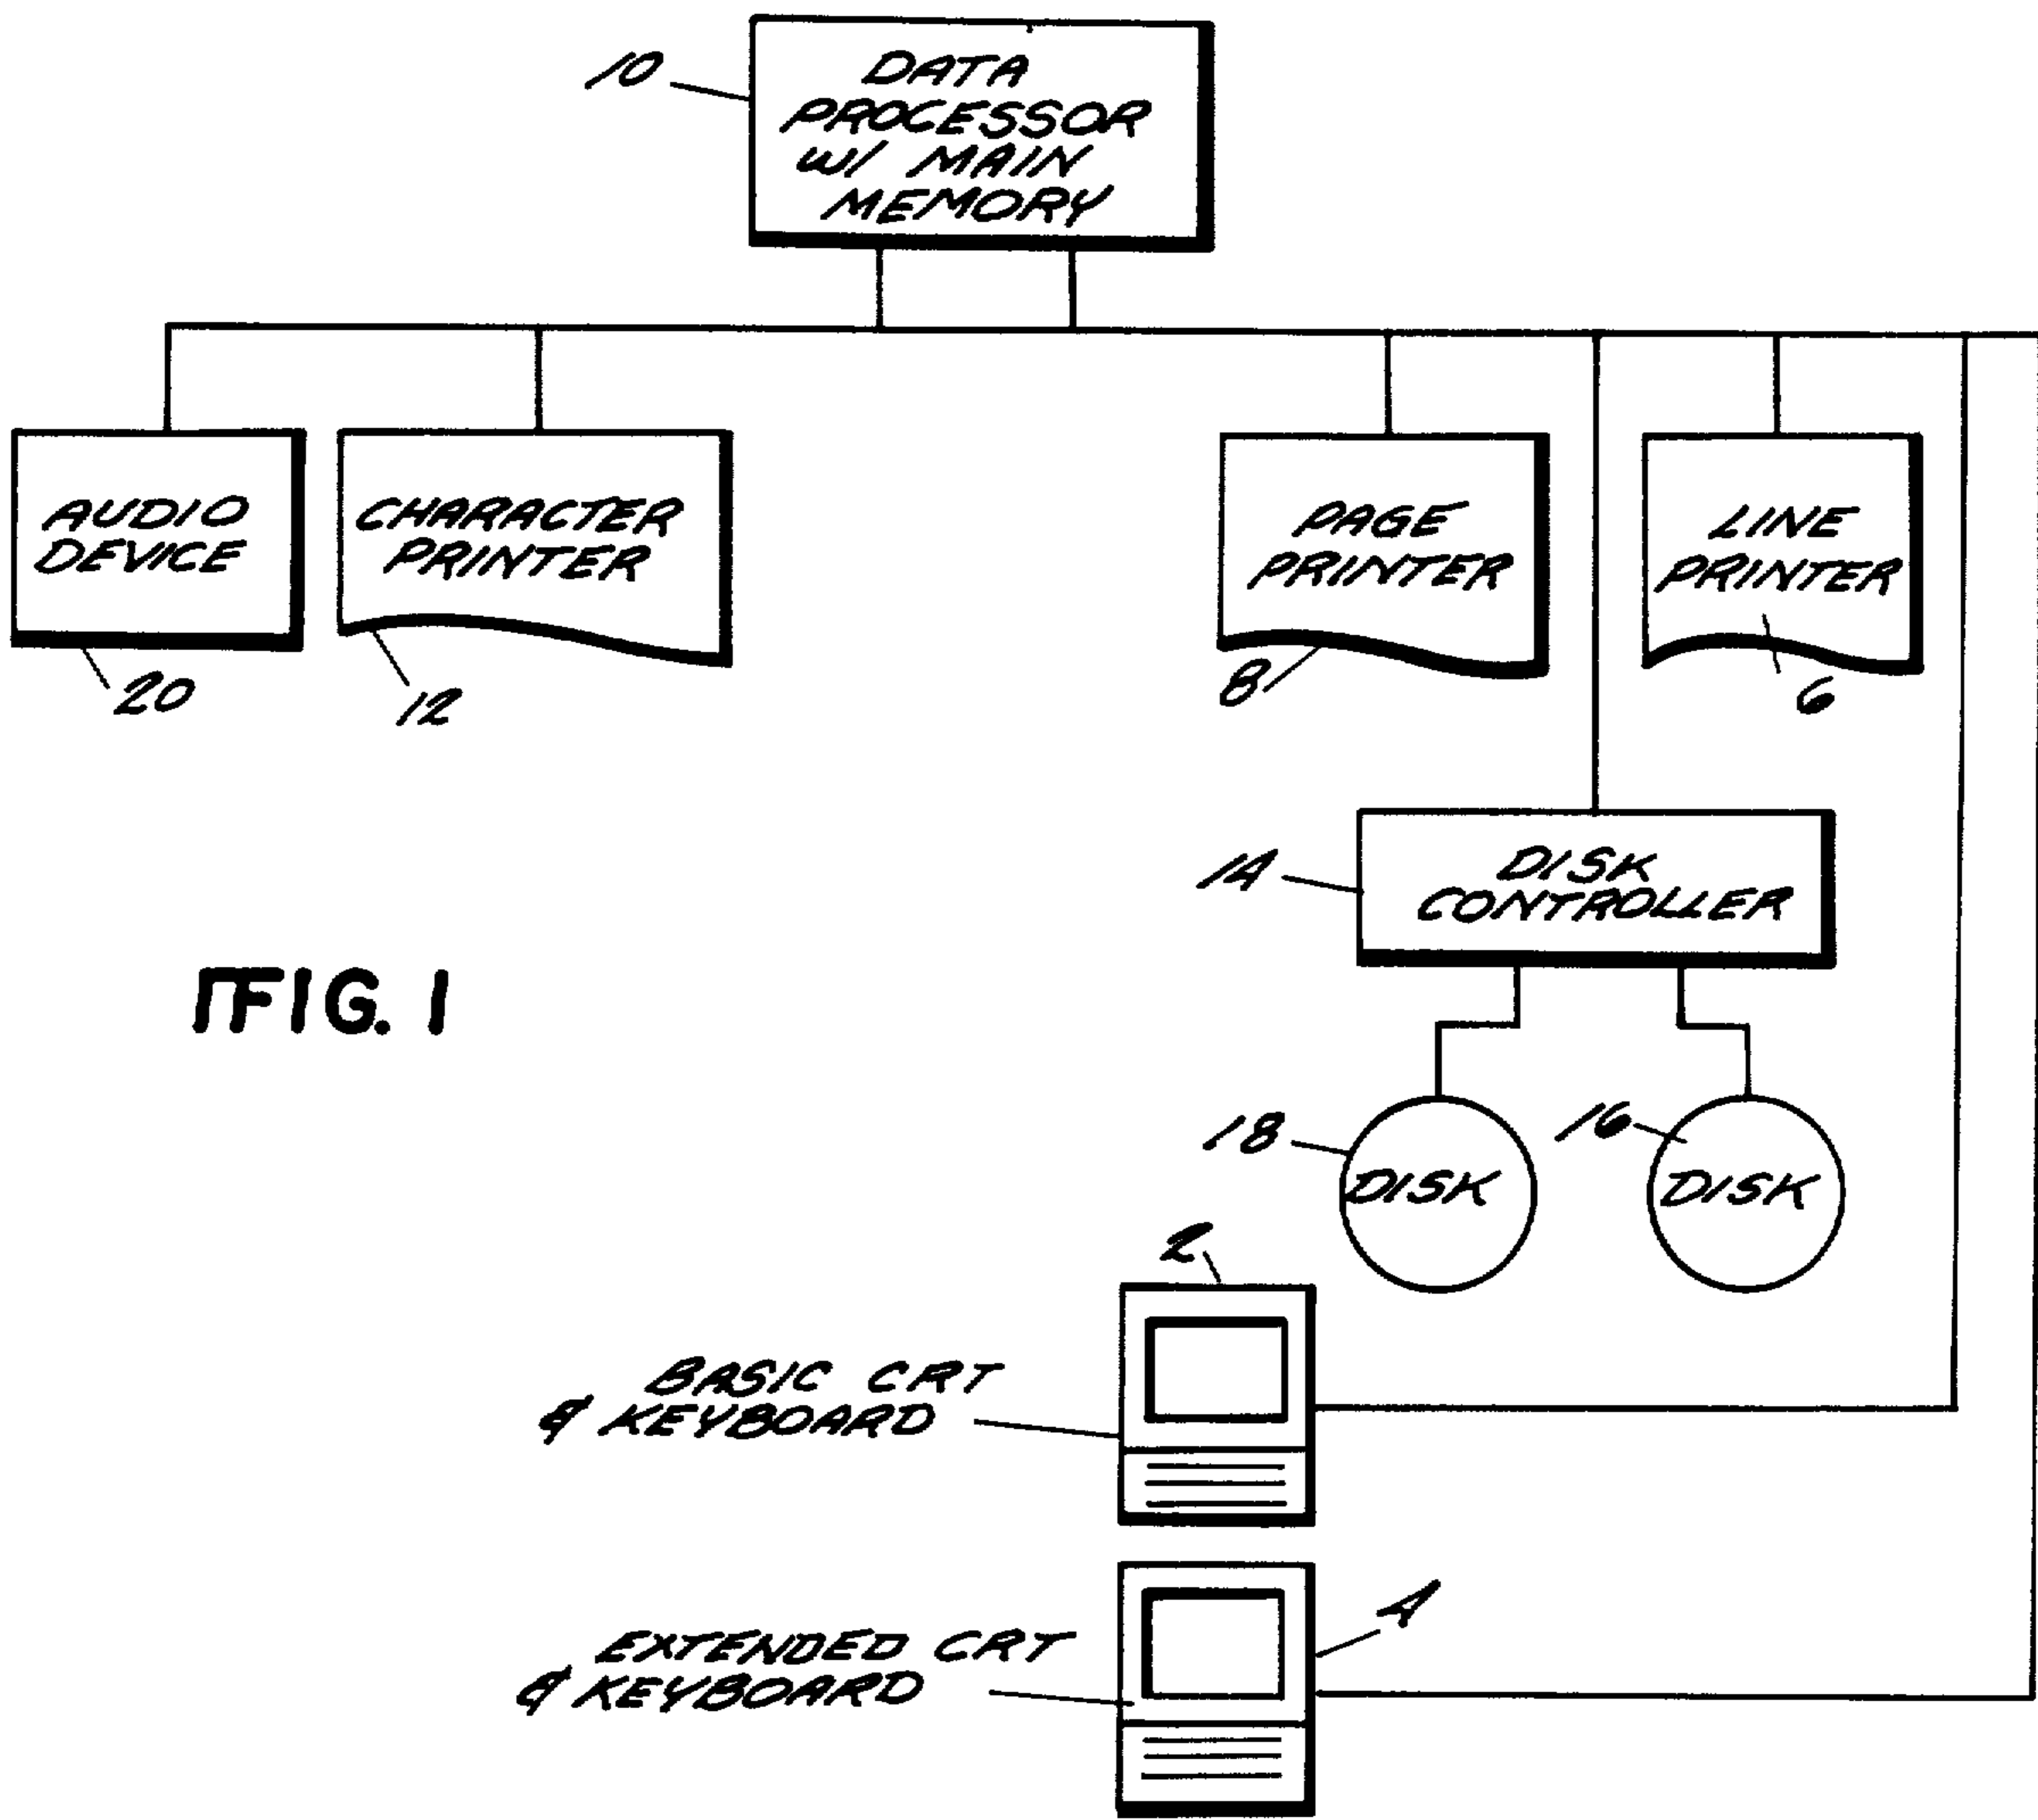 10
DATA
PROCESSOR
W/ MAIN
MEMORY
AUDIO
DEVICE
20
CHARACTER
PRINTER
12
PAGE
PRINTER
8
LINE
PRINTER
6
14
DISK
CONTROLLER
FIG. 1
18
DISK
16
DISK
2
BASIC CRT
& KEYBOARD
4
EXTENDED CRT
& KEYBOARD